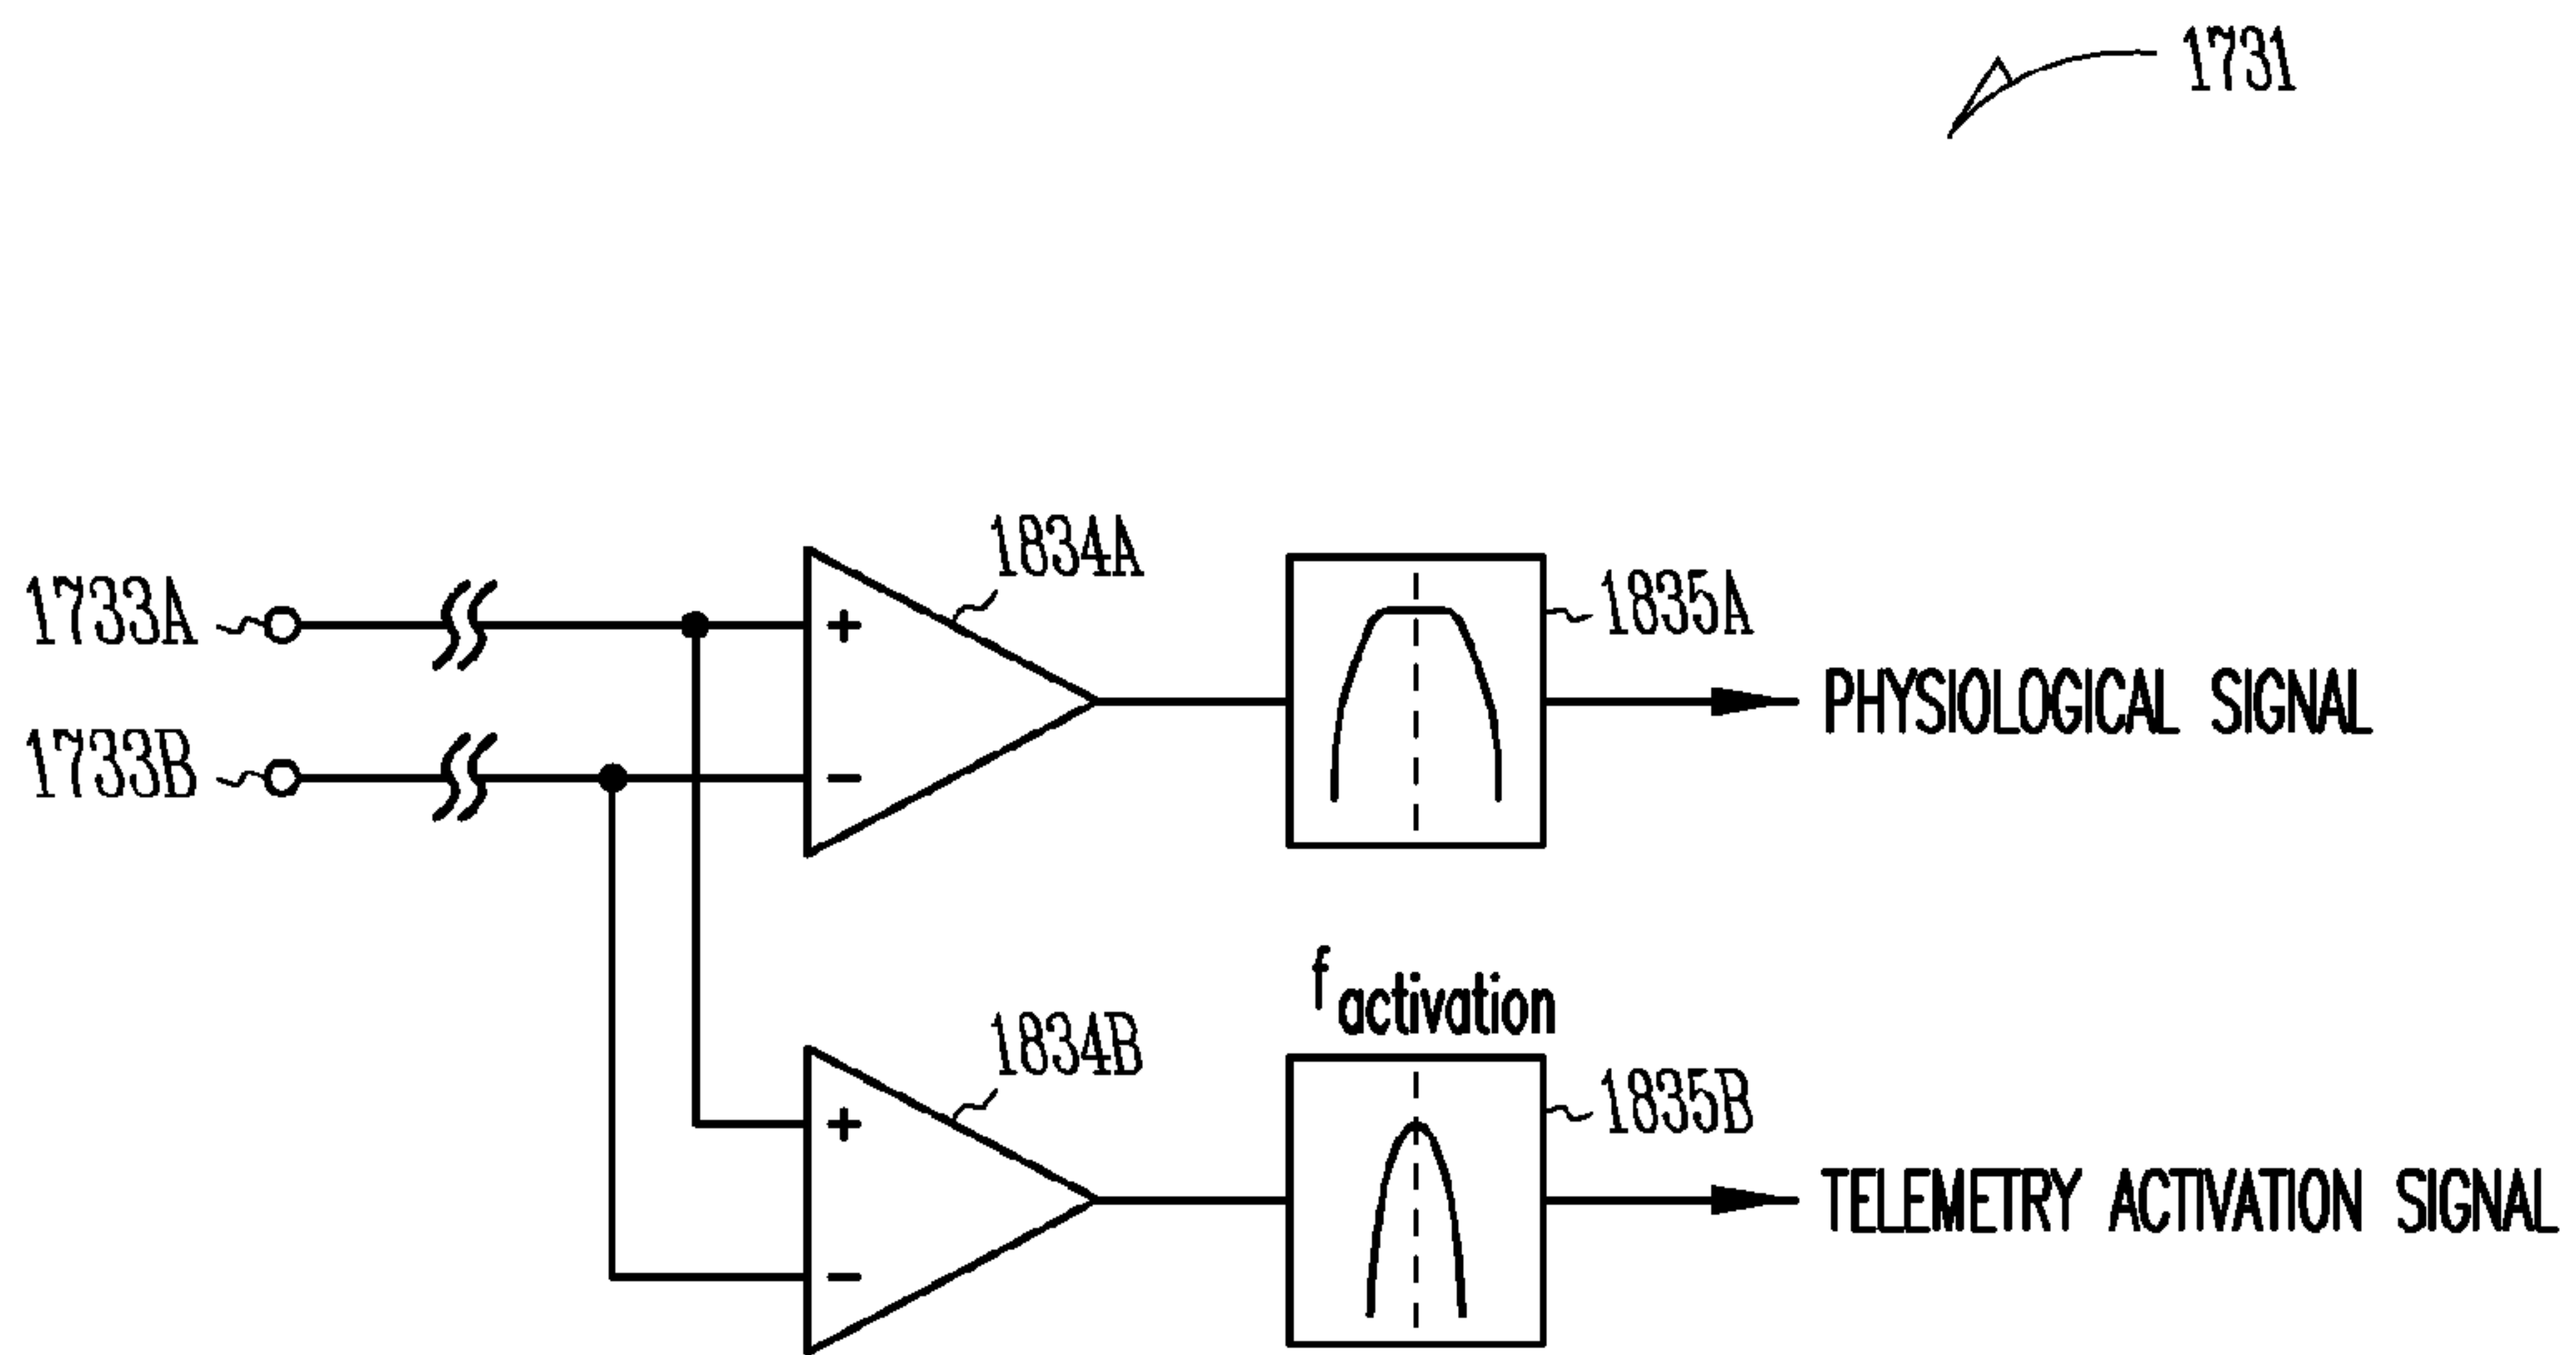 1731
1834A
1733A
1835A
+
PHYSIOLOGICAL SIGNAL
1733B
-
f activation
1834B
1835B
+
TELEMETRY ACTIVATION SIGNAL
-